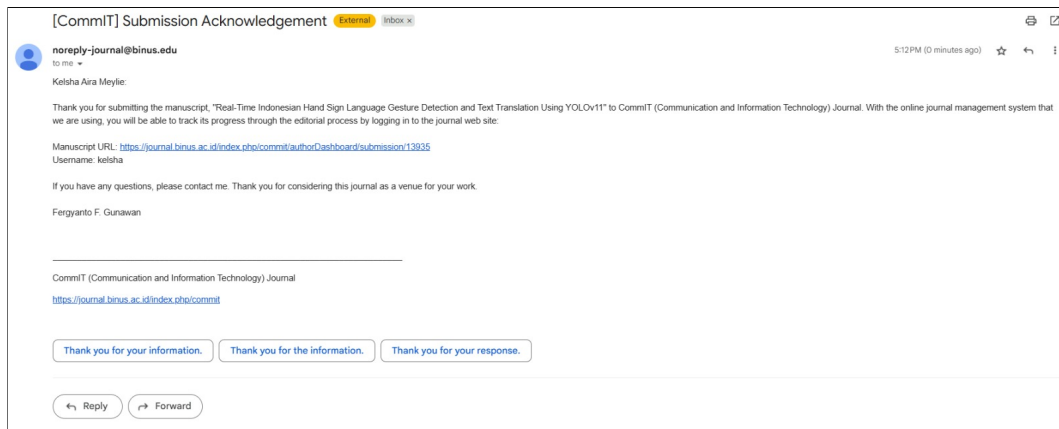 [CommIT] Submission Acknowledgement External Inbox x
noreply-journal@binus.edu 5:12 PM (0 minutes ago)
to me
Kelsha Aira Meylie:
Thank you for submitting the manuscript, "Real-Time Indonesian Hand Sign Language Gesture Detection and Text Translation Using YOLOv11" to CommIT (Communication and Information Technology) Journal. With the online journal management system that
we are using, you will be able to track its progress through the editorial process by logging in to the journal web site:
Manuscript URL: https://journal.binus.ac.id/index.php/commit/authorDashboard/submission/13935
Username: kelsha
If you have any questions, please contact me. Thank you for considering this journal as a venue for your work.
Fergyanto F. Gunawan
CommIT (Communication and Information Technology) Journal
https://journal.binus.ac.id/index.php/commit
Thank you for your information. Thank you for the information. Thank you for your response.
Reply Forward